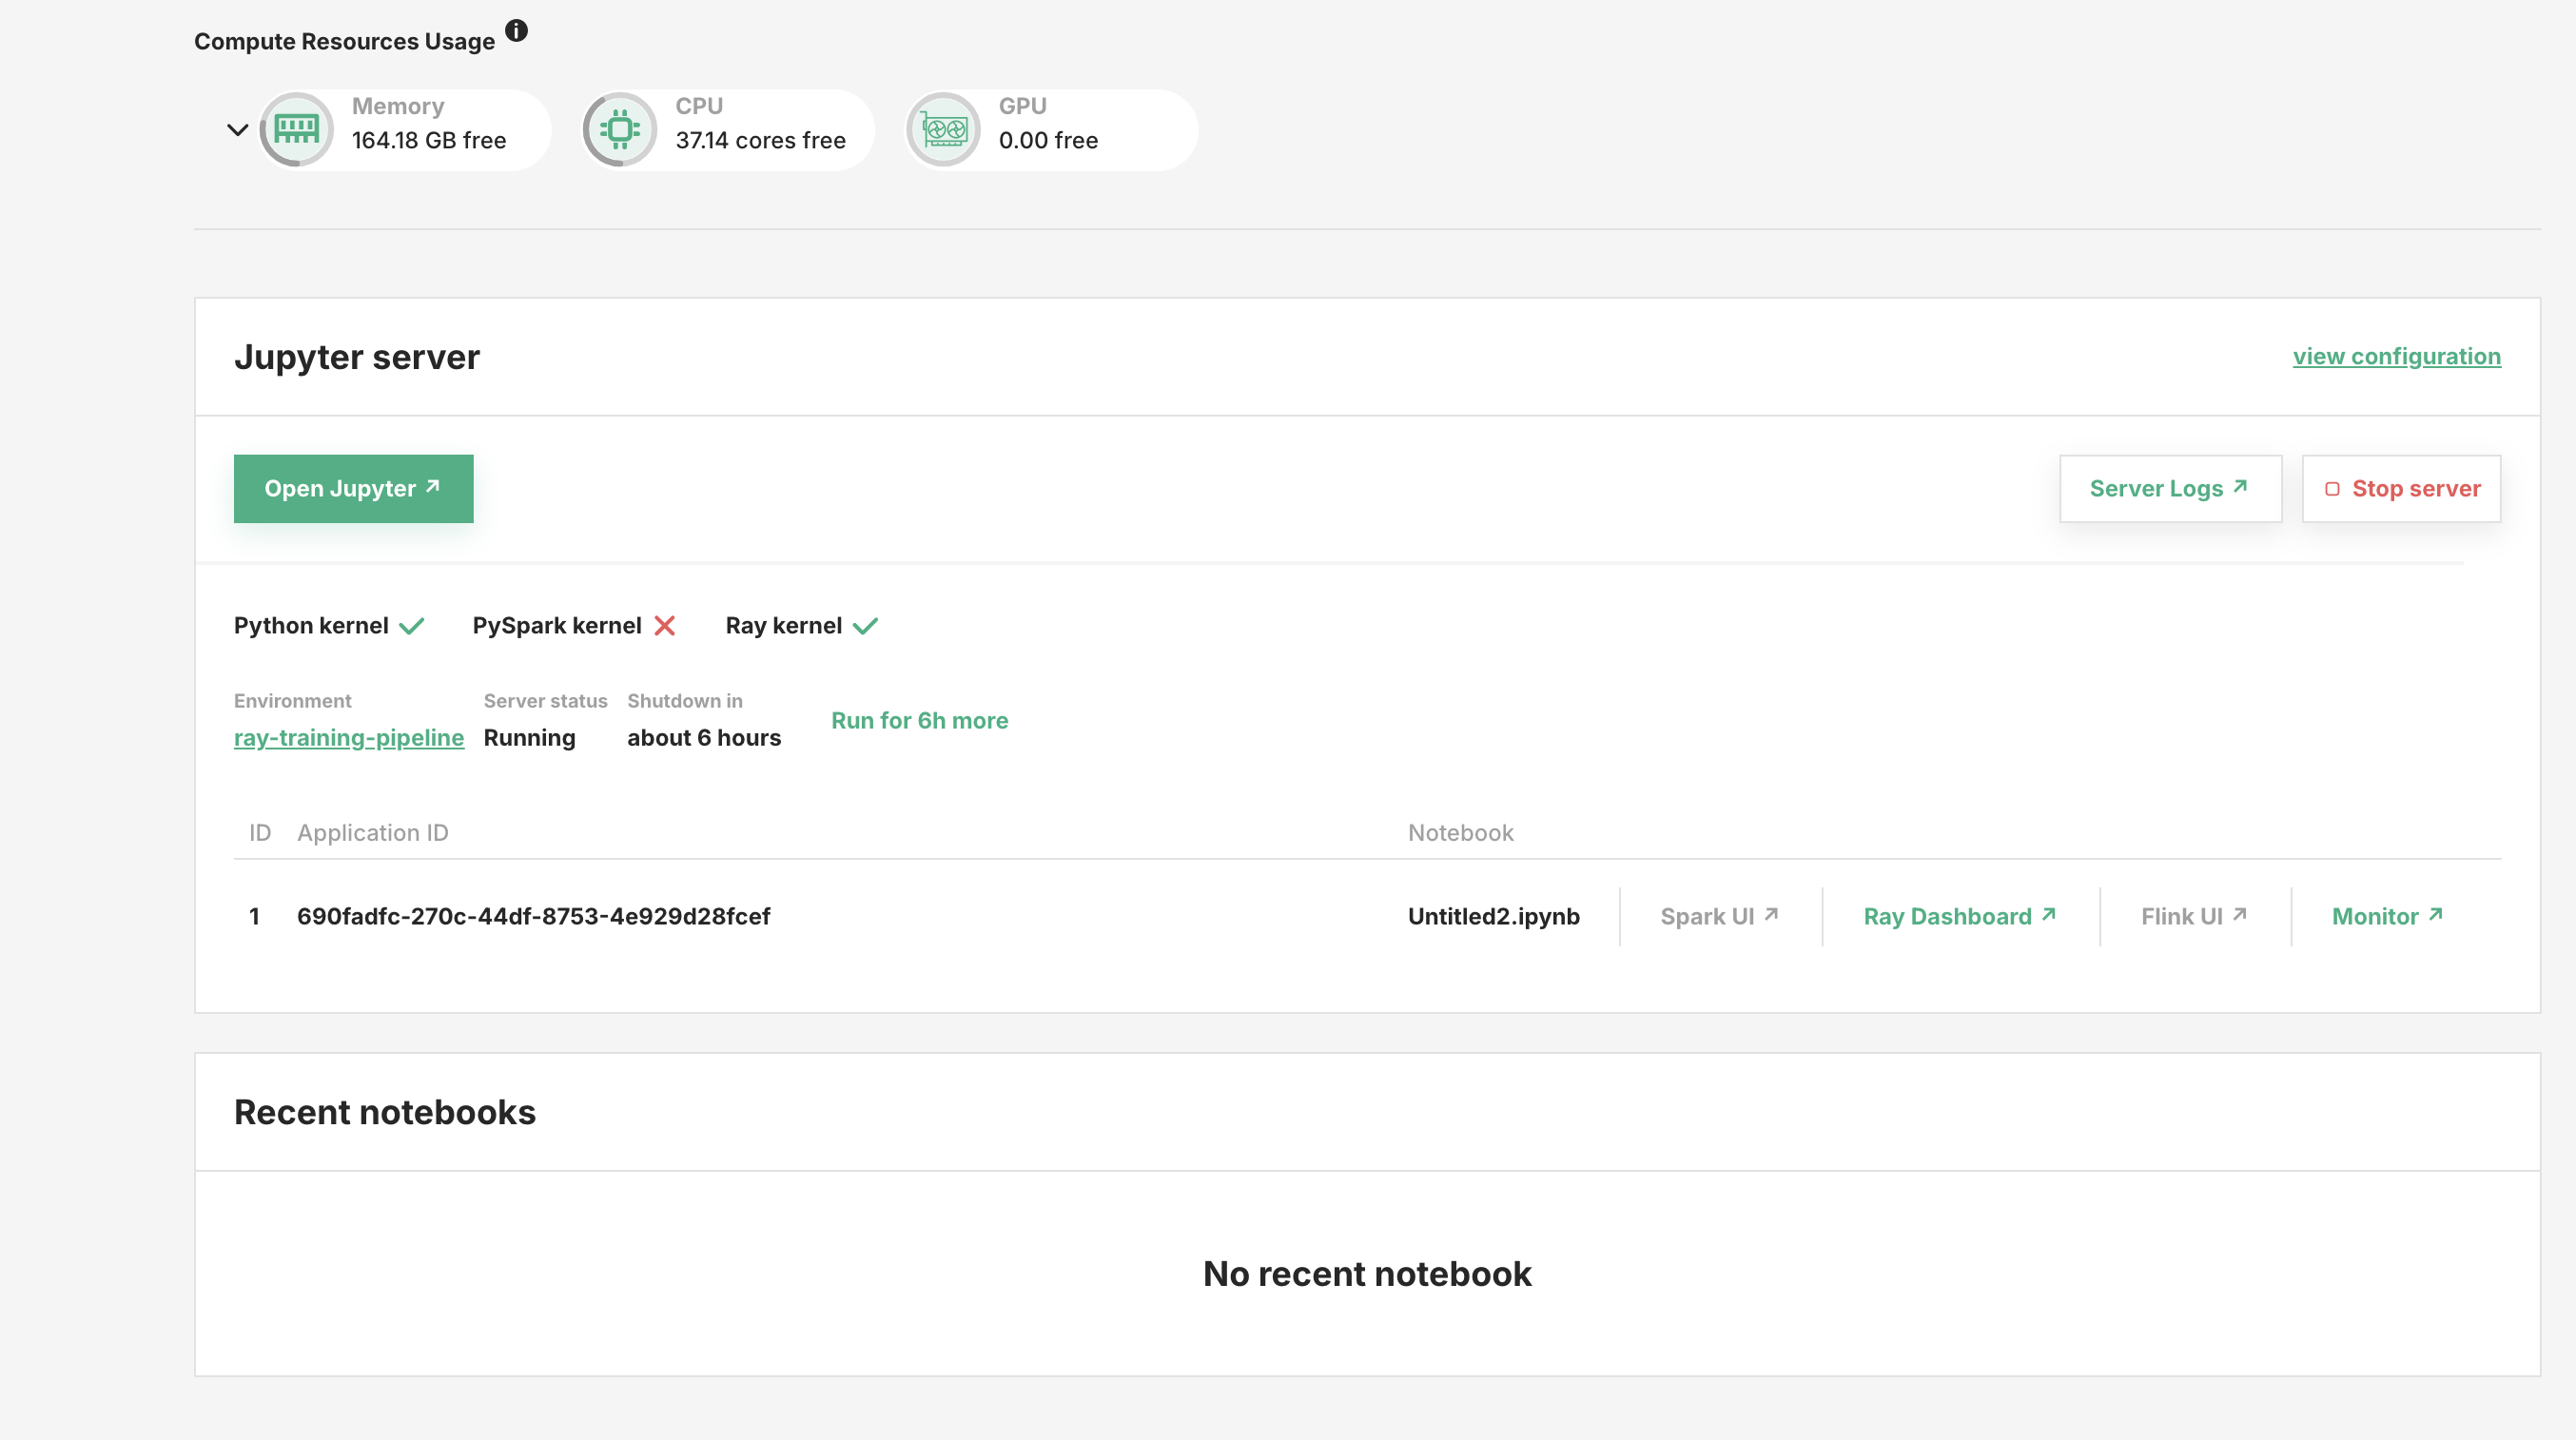 Compute Resources Usage
Memory
164.18 GB free
CPU
37.14 cores free
GPU
0.00 free
Jupyter server
view configuration
Open Jupyter
Server Logs
Stop server
Python kernel
PySpark kernel
Ray kernel
Environment
ray-training-pipeline
Server status
Running
Shutdown in
about 6 hours
Run for 6h more
ID Application ID Notebook
1 690fadfc-270c-44df-8753-4e929d28fcef Untitled2.ipynb Spark UI Ray Dashboard Flink UI Monitor
Recent notebooks
No recent notebook